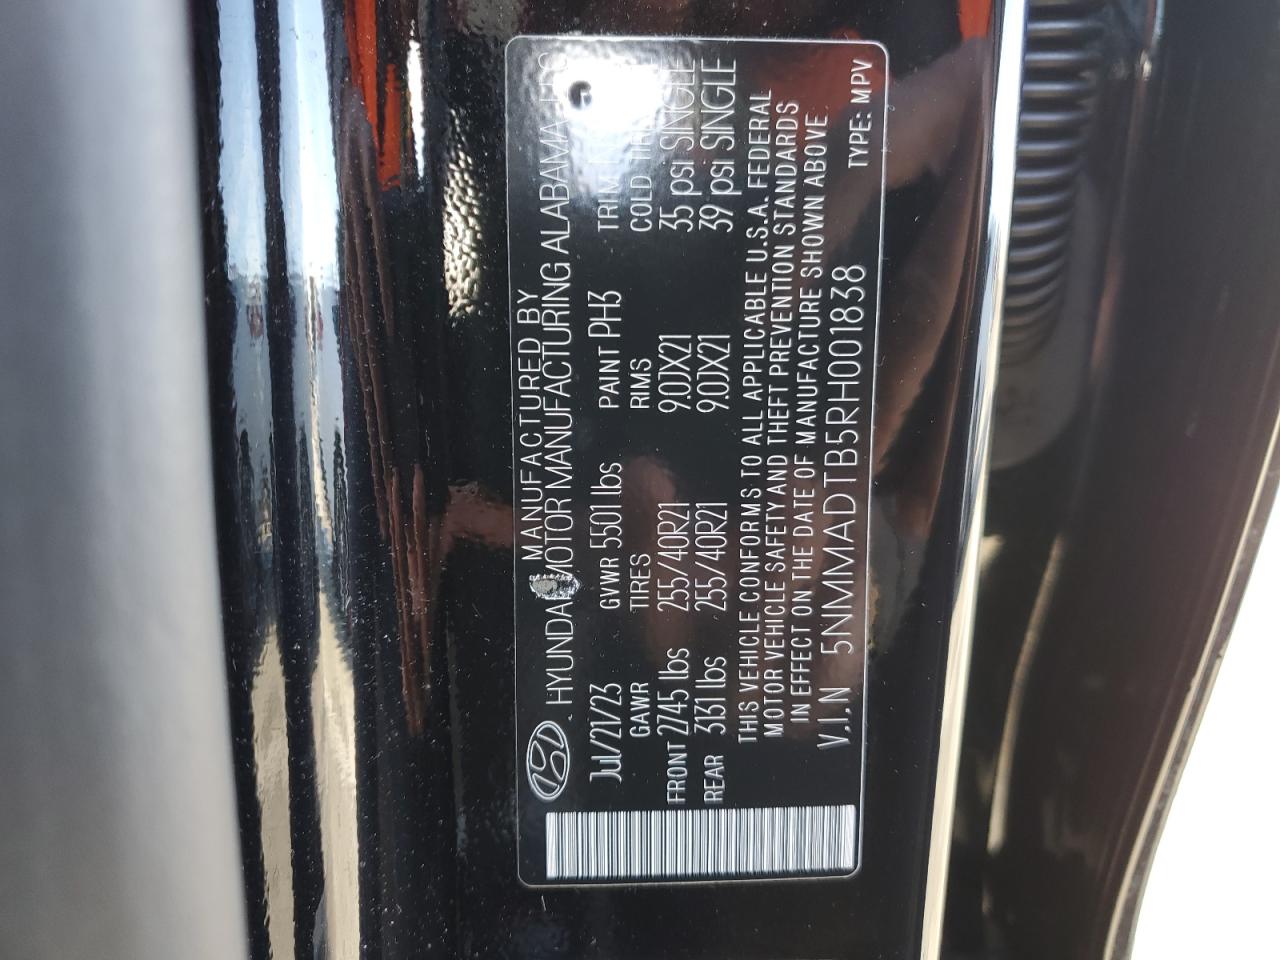 MANUFACTURED BY
HYUNDAI MOTOR MANUFACTURING ALABAMA
Jul/21/23 GVWR 5501 lbs PAINT PH3 TRIM
GAWR TIRES RIMS COLD
FRONT 2745 lbs 255/40R21 9.0JX21 35 psi SINGLE
REAR 3131 lbs 255/40R21 9.0JX21 39 psi SINGLE
THIS VEHICLE CONFORMS TO ALL APPLICABLE U.S.A. FEDERAL
MOTOR VEHICLE SAFETY AND THEFT PREVENTION STANDARDS
IN EFFECT ON THE DATE OF MANUFACTURE SHOWN ABOVE
V.I.N 5NMMADTB5RH001838 TYPE: MPV